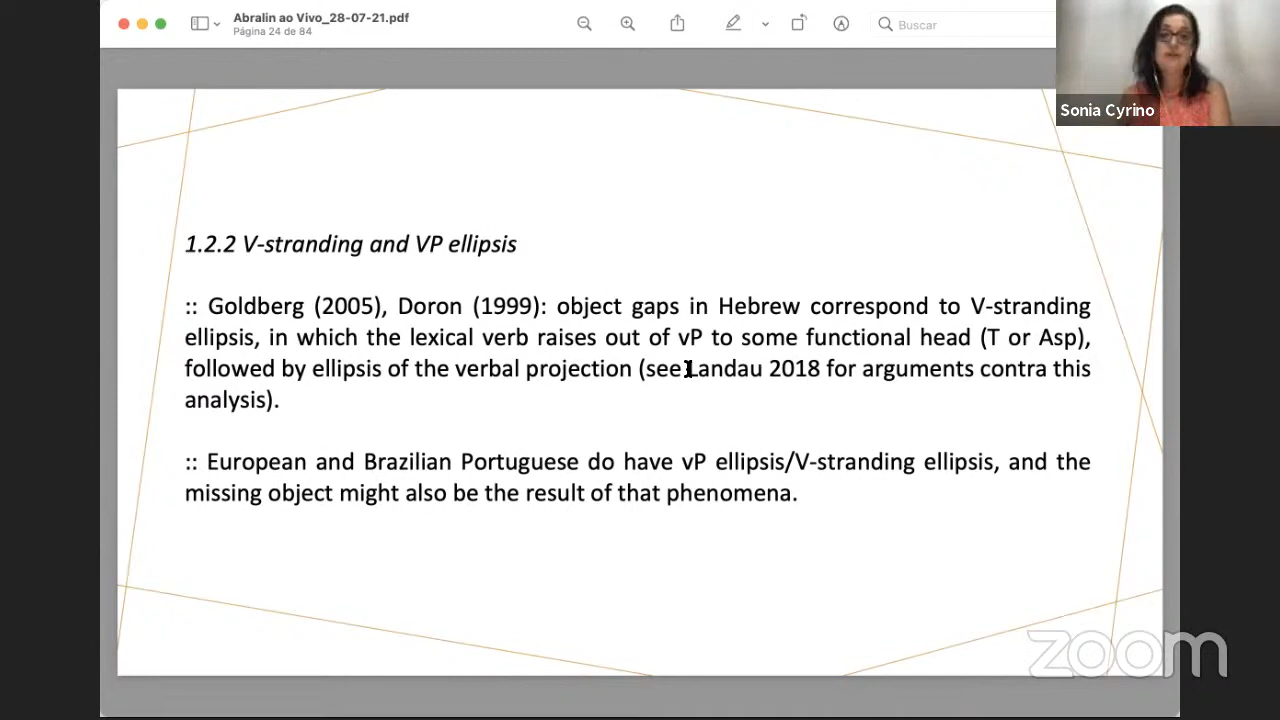 Abralin ao Vivo_28-07-21.pdf
Página 24 de 84
Buscar
Sonia Cyrino
1.2.2 V-stranding and VP ellipsis
:: Goldberg (2005), Doron (1999): object gaps in Hebrew correspond to V-stranding
ellipsis, in which the lexical verb raises out of vP to some functional head (T or Asp),
followed by ellipsis of the verbal projection (see Landau 2018 for arguments contra this
analysis).
:: European and Brazilian Portuguese do have vP ellipsis/V-stranding ellipsis, and the
missing object might also be the result of that phenomena.
zoom